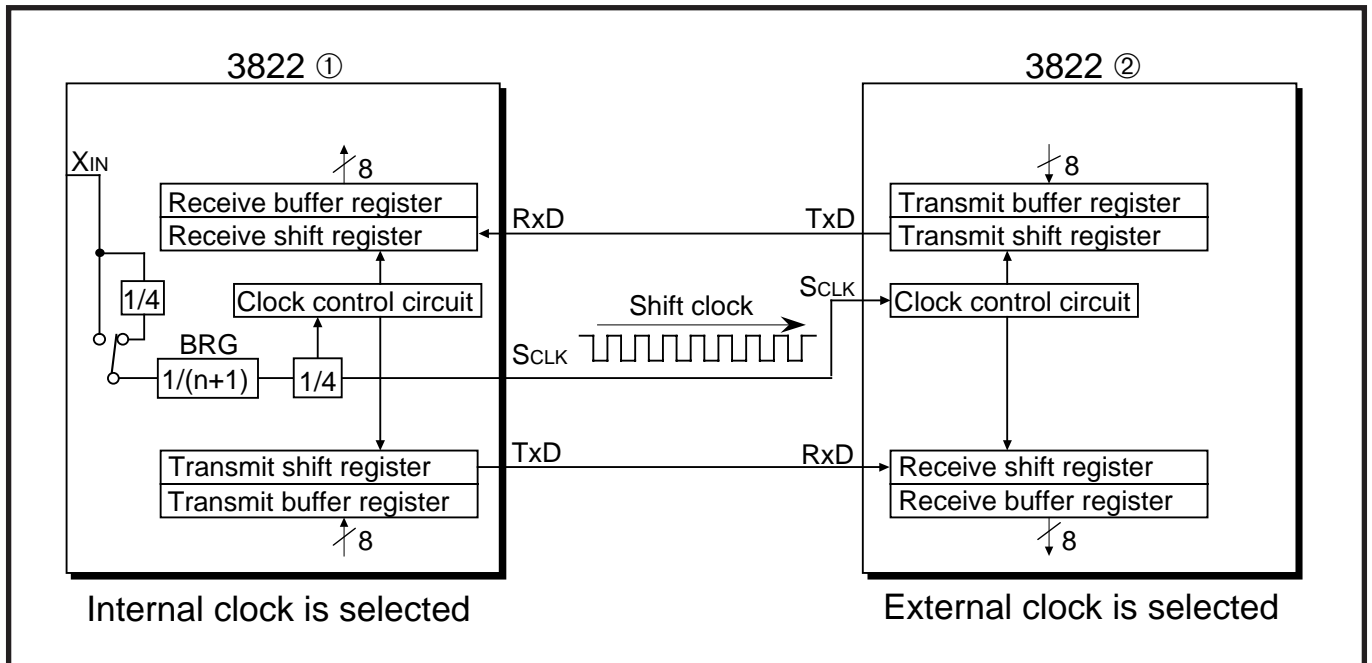 3822 ①
XIN
8
Receive buffer register
Receive shift register
RxD
1/4
Clock control circuit
BRG
1/(n+1)
1/4
SCLK
Transmit shift register
Transmit buffer register
TxD
8
Internal clock is selected
Shift clock
3822 ②
8
TxD
Transmit buffer register
Transmit shift register
SCLK
Clock control circuit
RxD
Receive shift register
Receive buffer register
8
External clock is selected